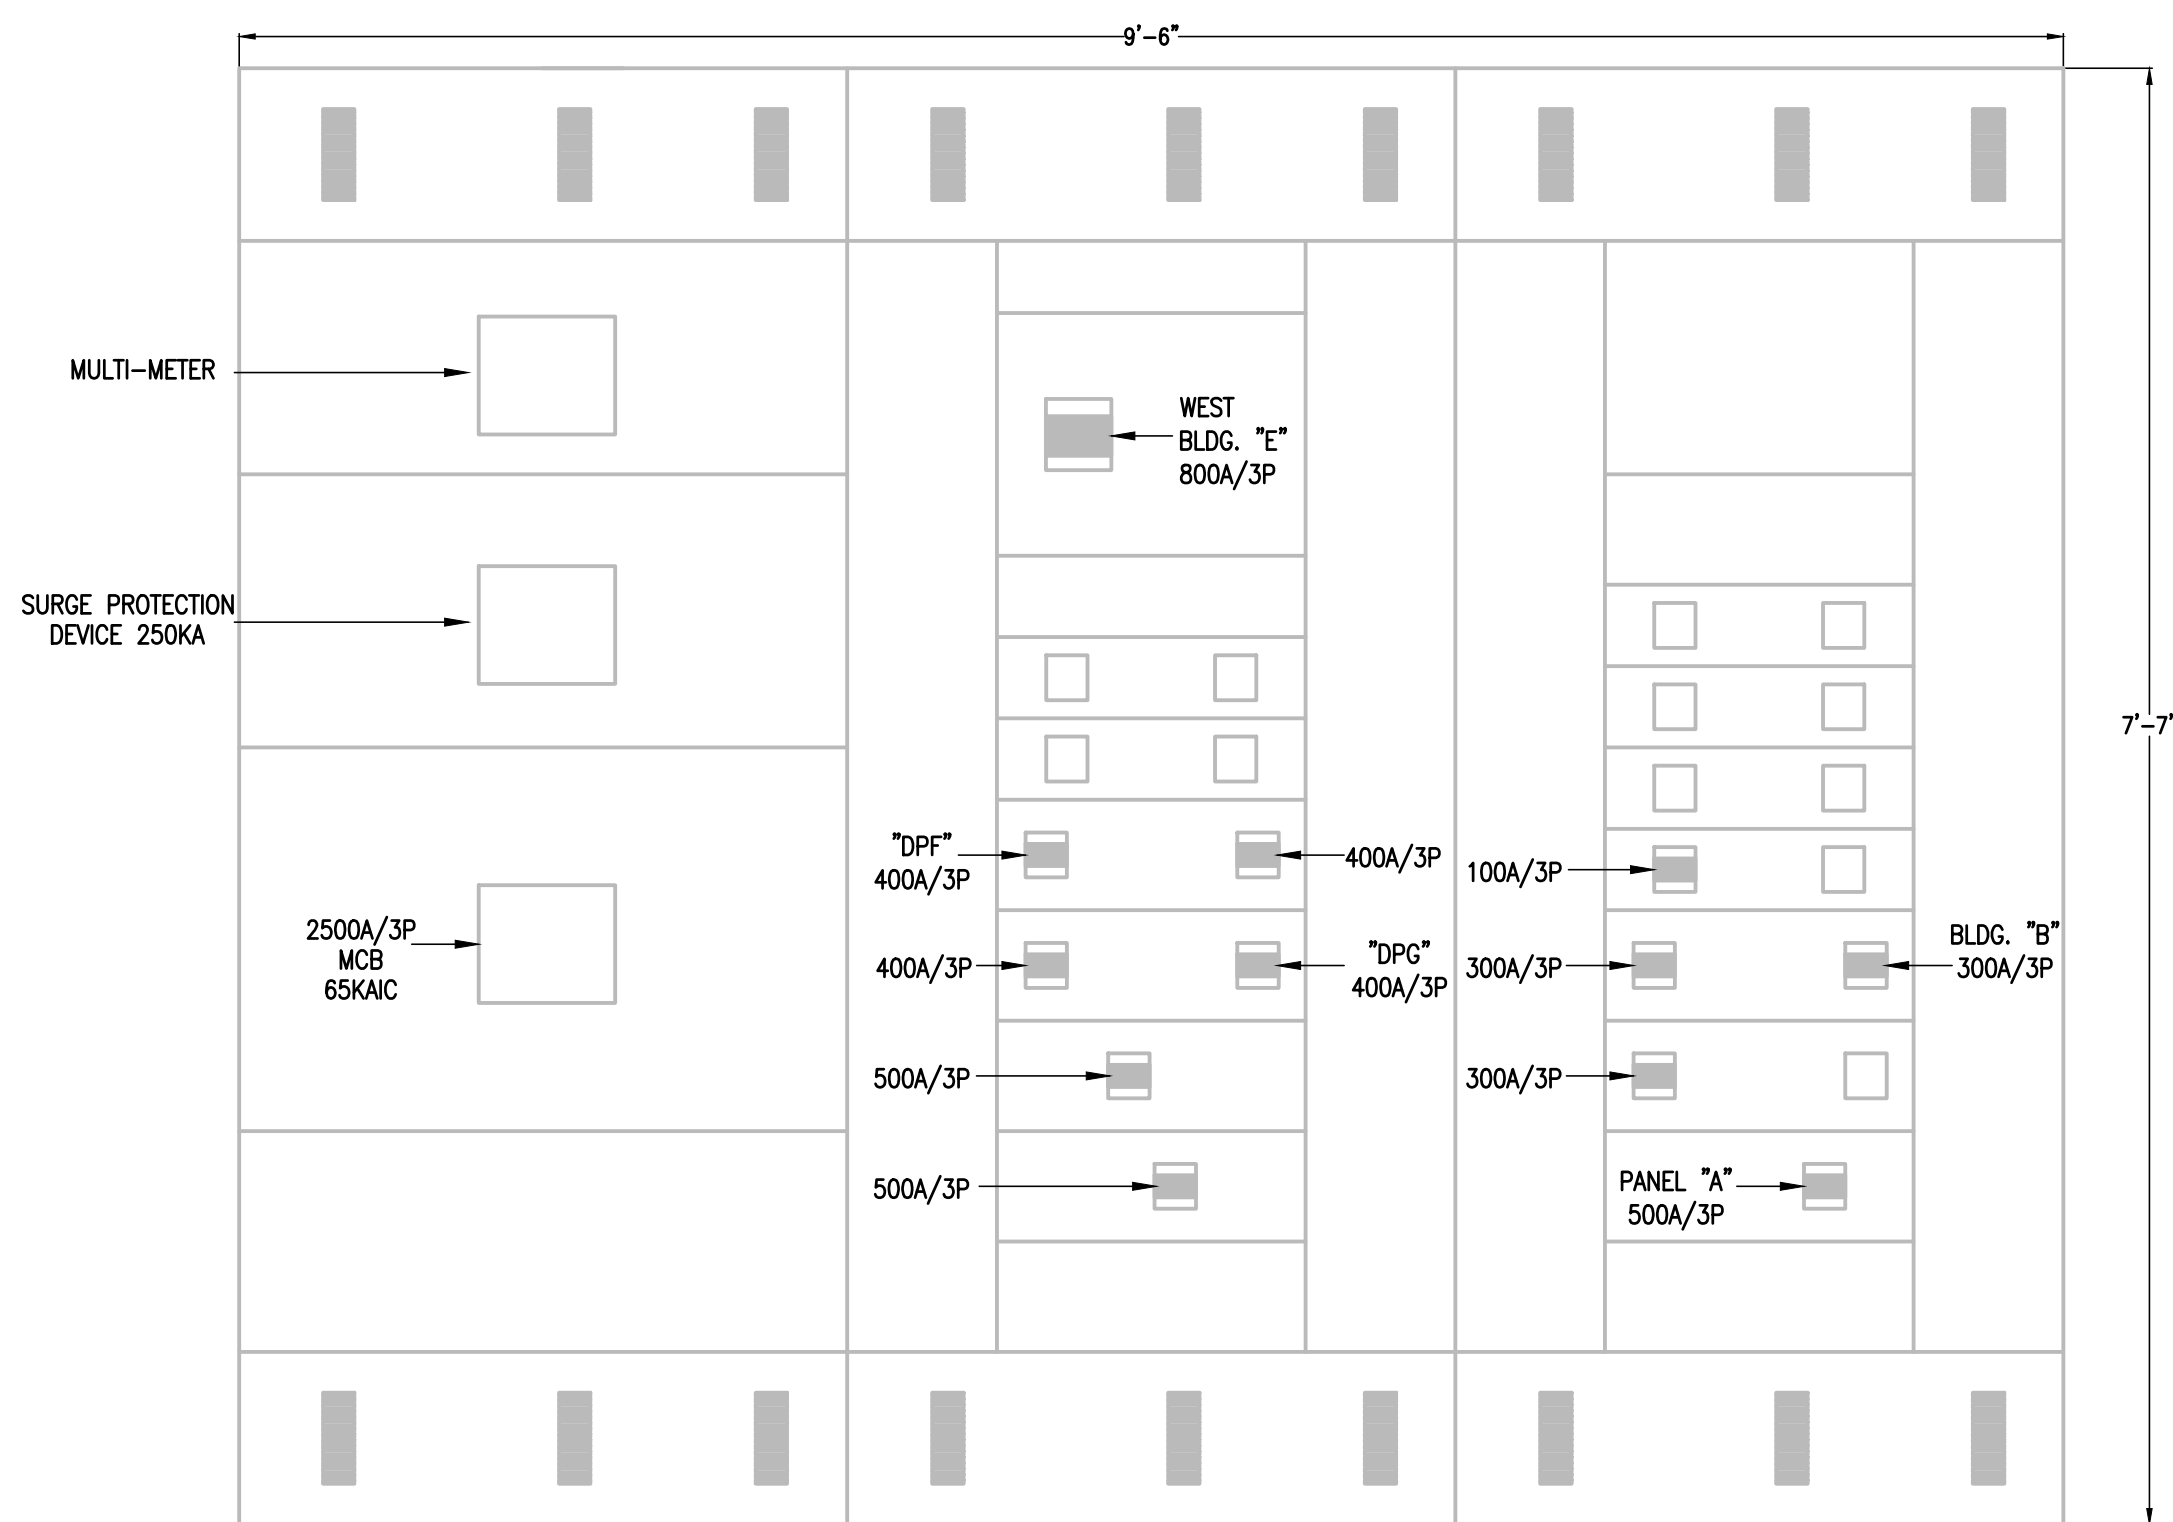 9'-6"
MULTI-METER
WEST
BLDG. "E"
800A/3P
SURGE PROTECTION
DEVICE 250KA
7'-7'
"DPF"
400A/3P
400A/3P
100A/3P
2500A/3P
MCB
65KAIC
400A/3P
"DPG"
400A/3P
300A/3P
BLDG. "B"
300A/3P
500A/3P
300A/3P
500A/3P
PANEL "A"
500A/3P